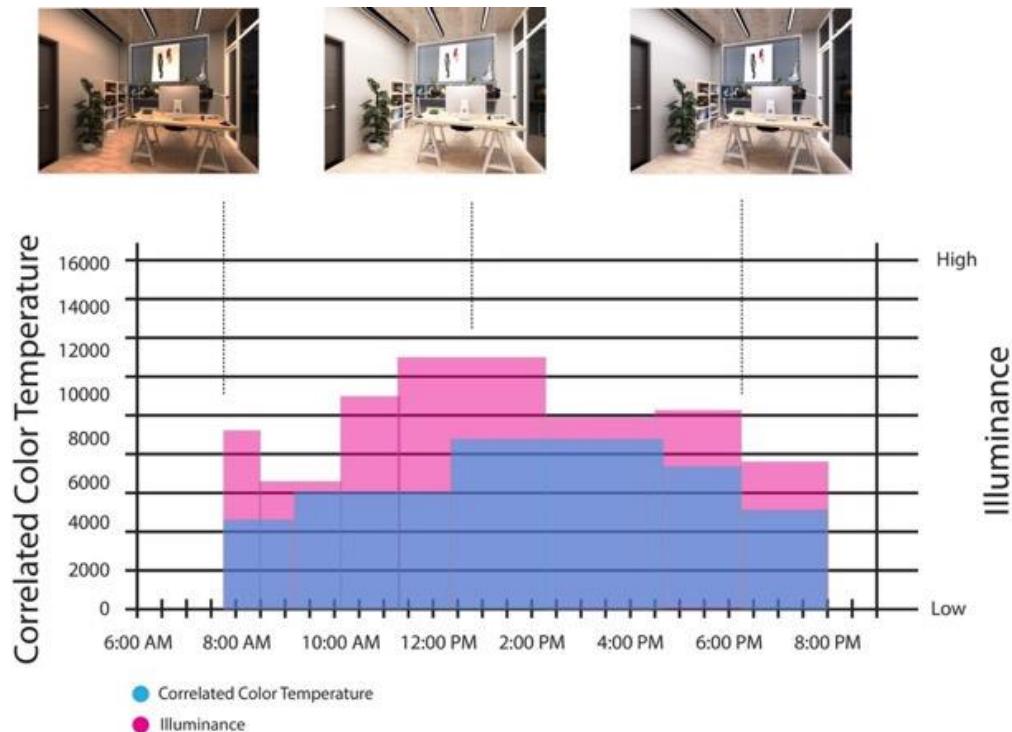 Correlated Color Temperature
16000
14000
12000
10000
8000
6000
4000
2000
0
High
Low
Illuminance
6:00 AM 8:00 AM 10:00 AM 12:00 PM 2:00 PM 4:00 PM 6:00 PM 8:00 PM
Correlated Color Temperature
Illuminance